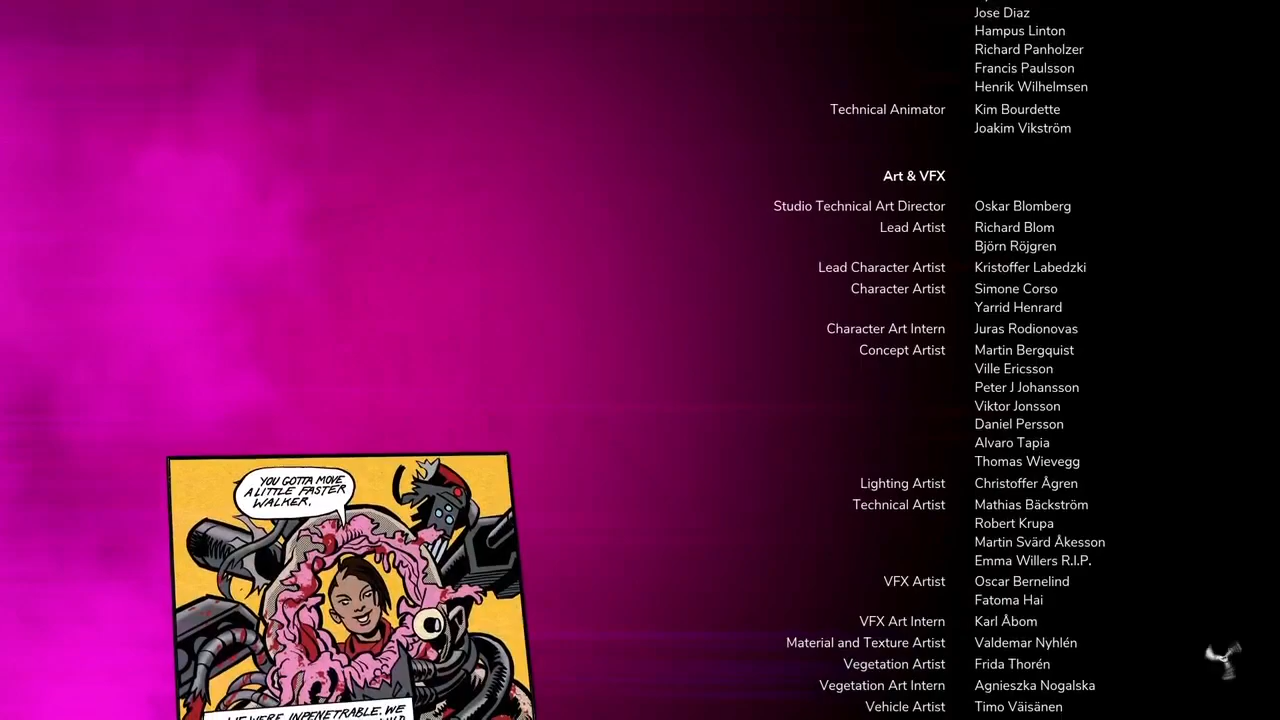 Jose Diaz
Hampus Linton
Richard Panholzer
Francis Paulsson
Henrik Wilhelmsen
Technical Animator Kim Bourdette
Joakim Vikström
Art & VFX
Studio Technical Art Director Oskar Blomberg
Lead Artist Richard Blom
Björn Röjgren
Lead Character Artist Kristoffer Labedzki
Character Artist Simone Corso
Yarrid Henrard
Character Art Intern Juras Rodionovas
Concept Artist Martin Bergquist
Ville Ericsson
Peter J Johansson
Viktor Jonsson
Daniel Persson
Alvaro Tapia
Thomas Wievegg
Lighting Artist Christoffer Ågren
Technical Artist Mathias Bäckström
Robert Krupa
Martin Svärd Åkesson
Emma Willers R.I.P.
VFX Artist Oscar Bernelind
Fatoma Hai
VFX Art Intern Karl Åbom
Material and Texture Artist Valdemar Nyhlén
Vegetation Artist Frida Thorén
Vegetation Art Intern Agnieszka Nogalska
Vehicle Artist Timo Väisänen
YOU GOTTA MOVE
A LITTLE FASTER
WALKER.
WE WERE INPENETRABLE. WE